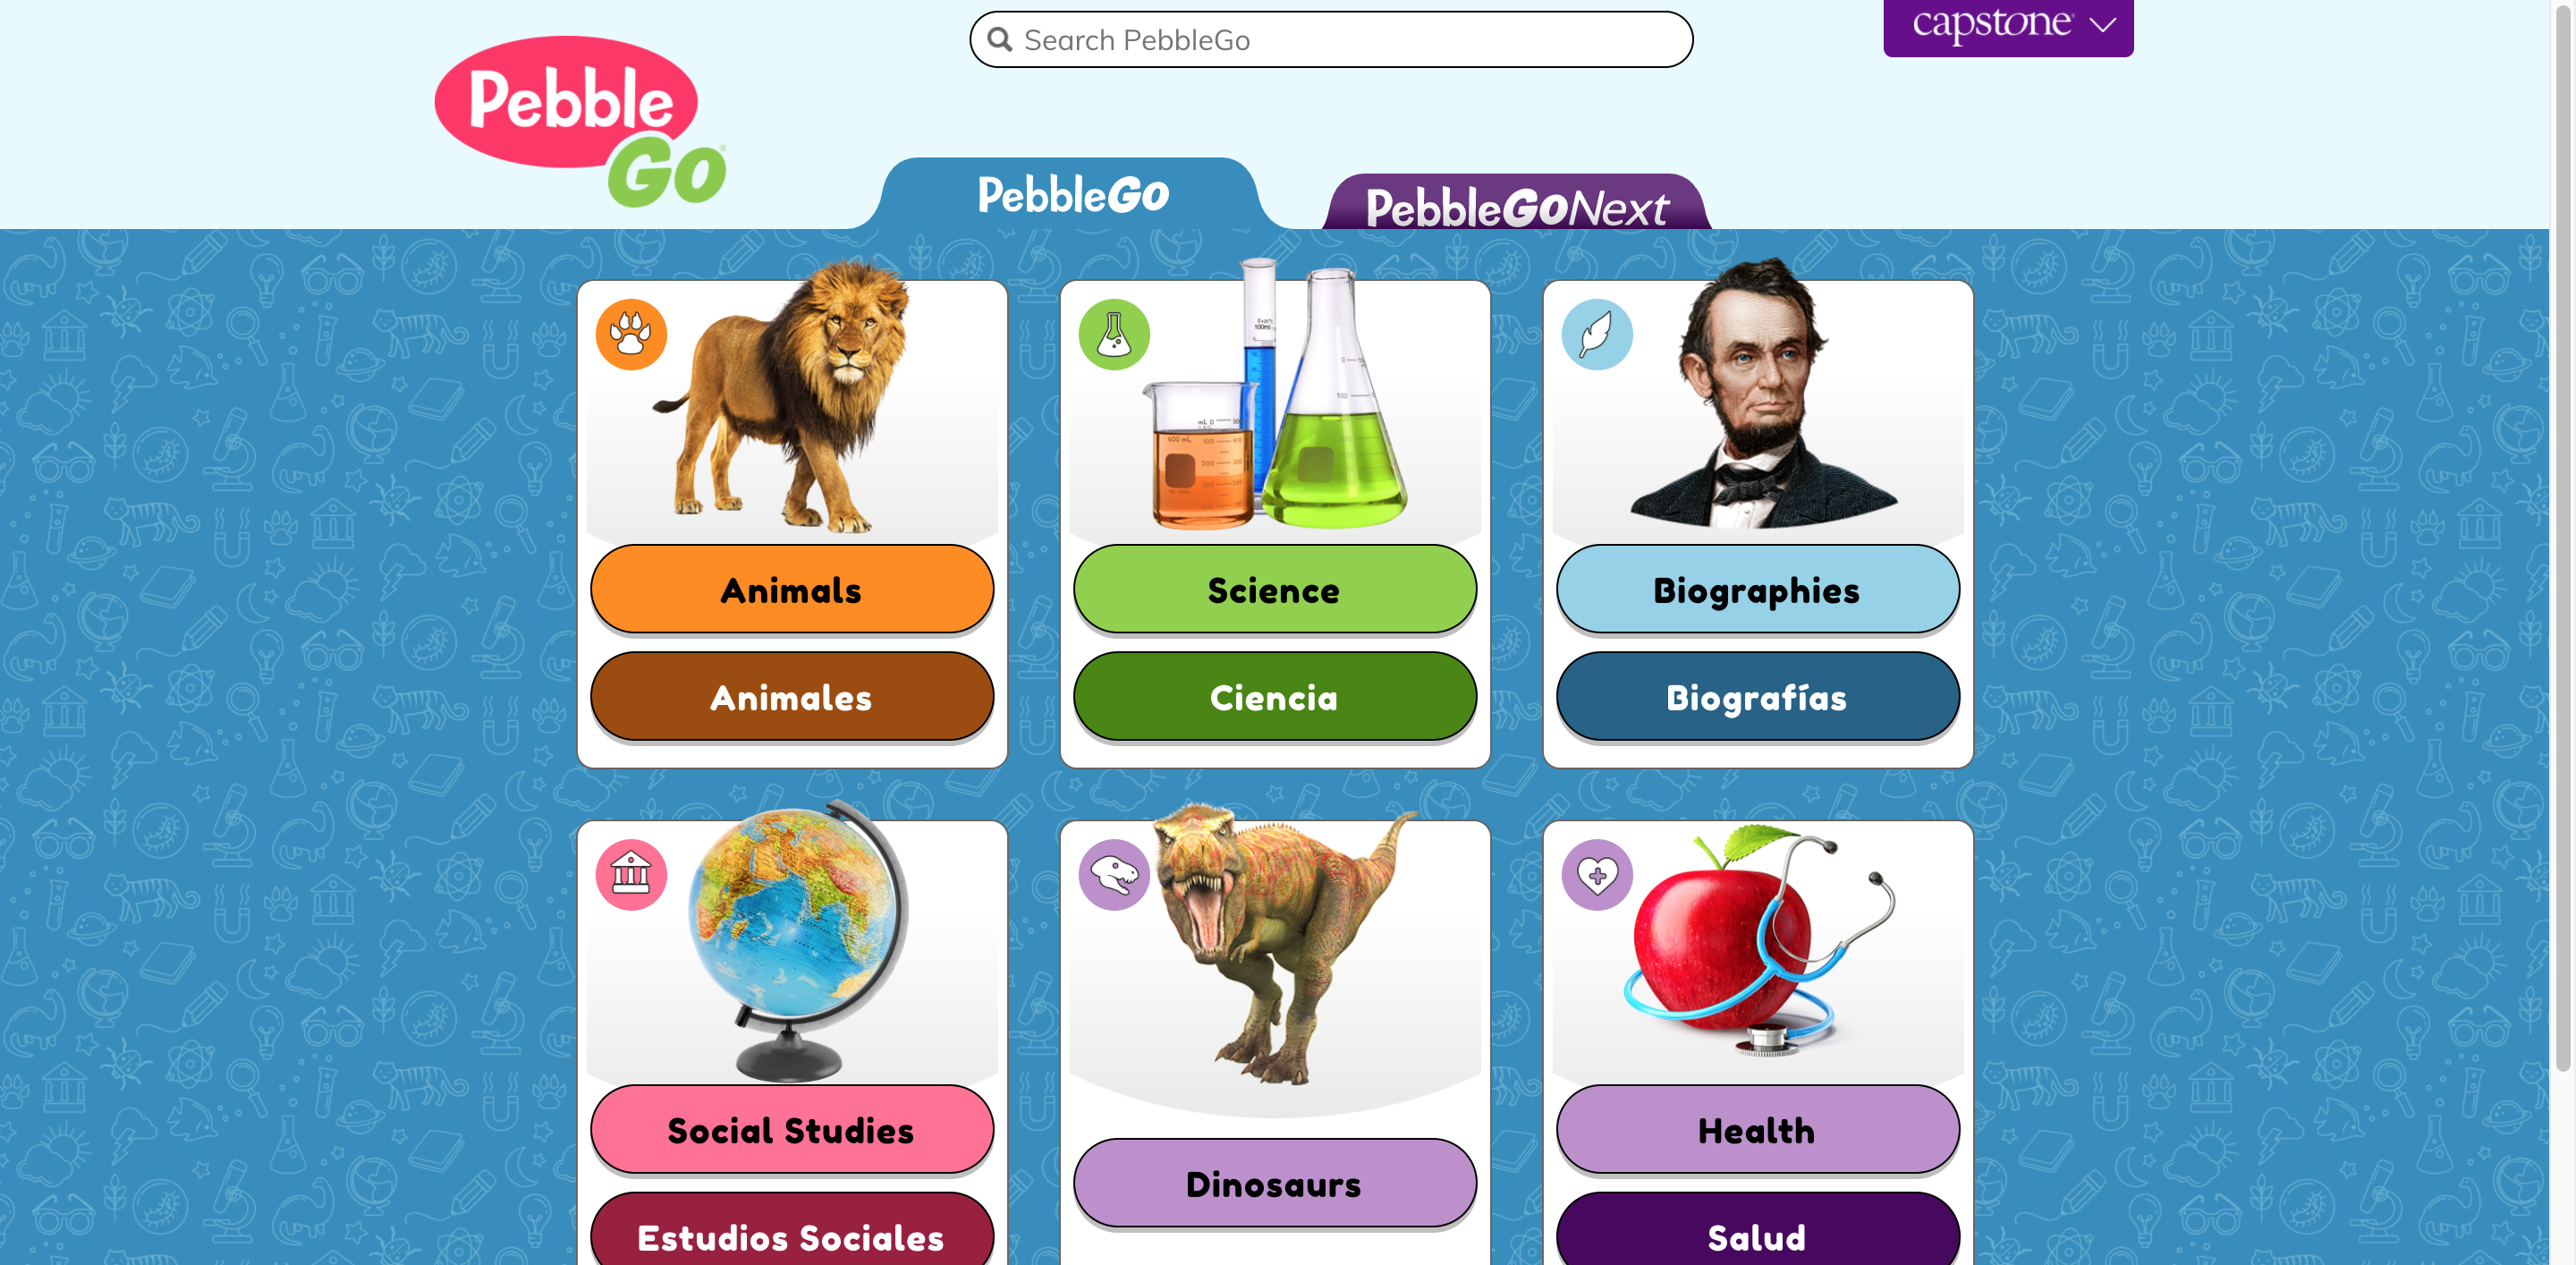 Search PebbleGo
capstone
Pebble
Go
PebbleGo
PebbleGoNext
Animals
Animales
Science
Ciencia
Biographies
Biografías
Social Studies
Estudios Sociales
Dinosaurs
Health
Salud